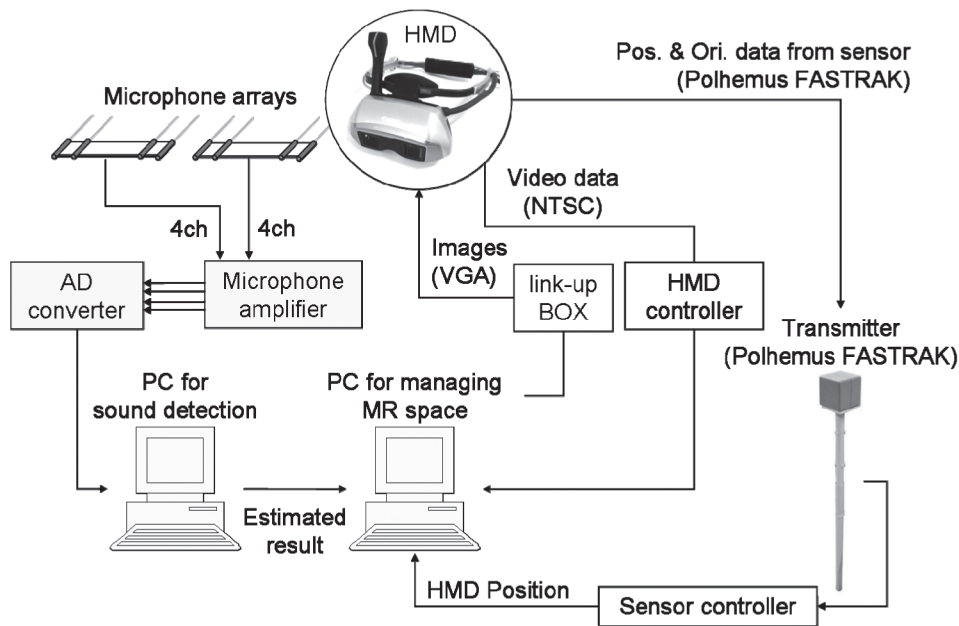 HMD
Pos. & Ori. data from sensor
(Polhemus FASTRAK)
Microphone arrays
Video data
(NTSC)
4ch
4ch
Images
(VGA)
AD
converter
Microphone
amplifier
link-up
BOX
HMD
controller
Transmitter
(Polhemus FASTRAK)
PC for
sound detection
PC for managing
MR space
Estimated
result
HMD Position
Sensor controller